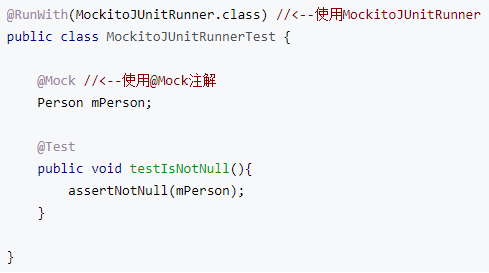 @RunWith(MockitoJUnitRunner.class) //<--使用MockitoJUnitRunner
public class MockitoJUnitRunnerTest {
@Mock //<--使用@Mock注解
Person mPerson;
@Test
public void testIsNotNull(){
assertNotNull(mPerson);
}
}